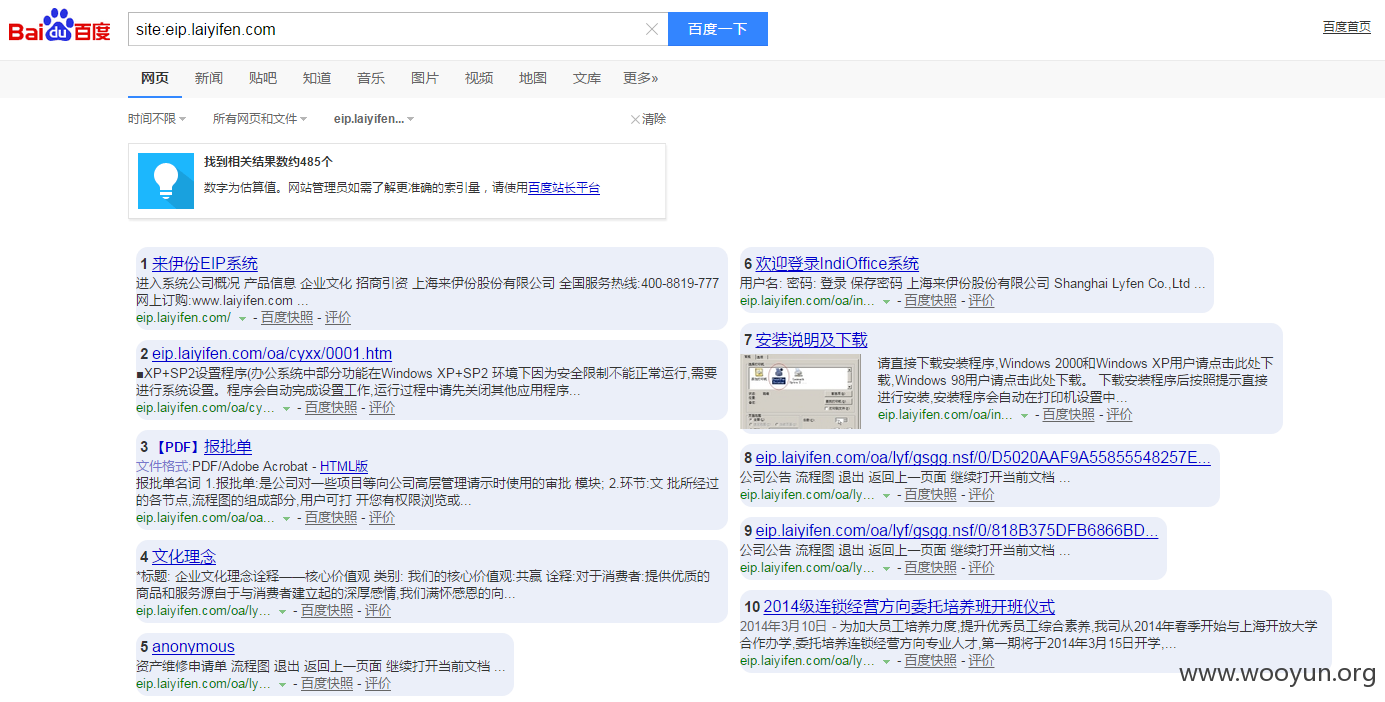 Bai du 百度
site:eip.laiyifen.com
百度一下
百度首页
网页 新闻 贴吧 知道 音乐 图片 视频 地图 文库 更多»
时间不限 所有网页和文件 eip.laiyifen... 清除
找到相关结果数约485个
数字为估算值。网站管理员如需了解更准确的索引量，请使用百度站长平台
1 来伊份EIP系统
进入系统公司概况 产品信息 企业文化 招商引资 上海来伊份股份有限公司 全国服务热线:400-8819-777
网上订购:www.laiyifen.com ...
eip.laiyifen.com/ - 百度快照 - 评价
2 eip.laiyifen.com/oa/cyxx/0001.htm
■XP+SP2设置程序(办公系统中部分功能在Windows XP+SP2 环境下因为安全限制不能正常运行,需要
进行系统设置。程序会自动完成设置工作,运行过程中请先关闭其他应用程序...
eip.laiyifen.com/oa/cy... - 百度快照 - 评价
3 【PDF】报批单
文件格式:PDF/Adobe Acrobat - HTML版
报批单名词 1.报批单:是公司对一些项目等向公司高层管理请示时使用的审批 模块; 2.环节:文 批所经过
的各节点,流程图的组成部分,用户可打 开您有权限浏览或...
eip.laiyifen.com/oa/oa... - 百度快照 - 评价
4 文化理念
*标题: 企业文化理念诠释——核心价值观 类别: 我们的核心价值观:共赢 诠释:对于消费者:提供优质的
商品和服务源自于与消费者建立起的深厚感情,我们满怀感恩的向...
eip.laiyifen.com/oa/ly... - 百度快照 - 评价
5 anonymous
资产维修申请单 流程图 退出 返回上一页面 继续打开当前文档 ...
eip.laiyifen.com/oa/ly... - 百度快照 - 评价
6 欢迎登录IndiOffice系统
用户名: 密码: 登录 保存密码 上海来伊份股份有限公司 Shanghai Lyfen Co.,Ltd ...
eip.laiyifen.com/oa/in... - 百度快照 - 评价
7 安装说明及下载
请直接下载安装程序,Windows 2000和Windows XP用户请点击此处下
载,Windows 98用户请点击此处下载。 下载安装程序后按照提示直接
进行安装,安装程序会自动在打印机设置中...
eip.laiyifen.com/oa/in... - 百度快照 - 评价
8 eip.laiyifen.com/oa/lyf/gsgg.nsf/0/D5020AAF9A55855548257E...
公司公告 流程图 退出 返回上一页面 继续打开当前文档 ...
eip.laiyifen.com/oa/ly... - 百度快照 - 评价
9 eip.laiyifen.com/oa/lyf/gsgg.nsf/0/818B375DFB6866BD...
公司公告 流程图 退出 返回上一页面 继续打开当前文档 ...
eip.laiyifen.com/oa/ly... - 百度快照 - 评价
10 2014级连锁经营方向委托培养班开班仪式
2014年3月10日 - 为加大员工培养力度,提升优秀员工综合素养,我司从2014年春季开始与上海开放大学
合作办学,委托培养连锁经营方向专业人才,第一期将于2014年3月15日开学,...
eip.laiyifen.com/oa/ly... - 百度快照 - 评价
www.wooyun.org